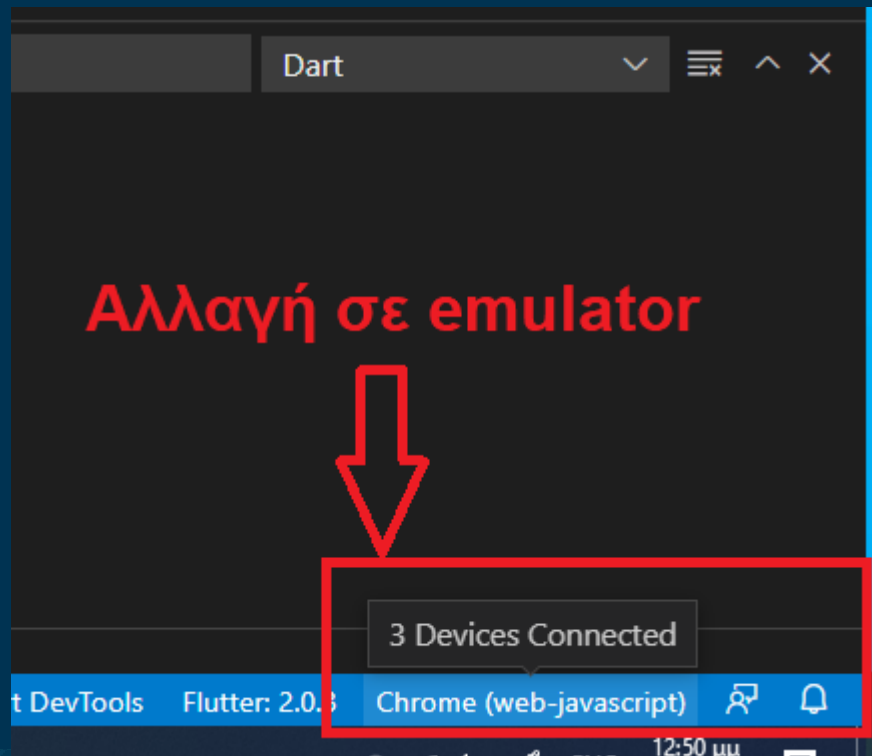 Dart
Αλλαγή σε emulator
3 Devices Connected
t DevTools Flutter: 2.0.3 Chrome (web-javascript)
12:50 μμ